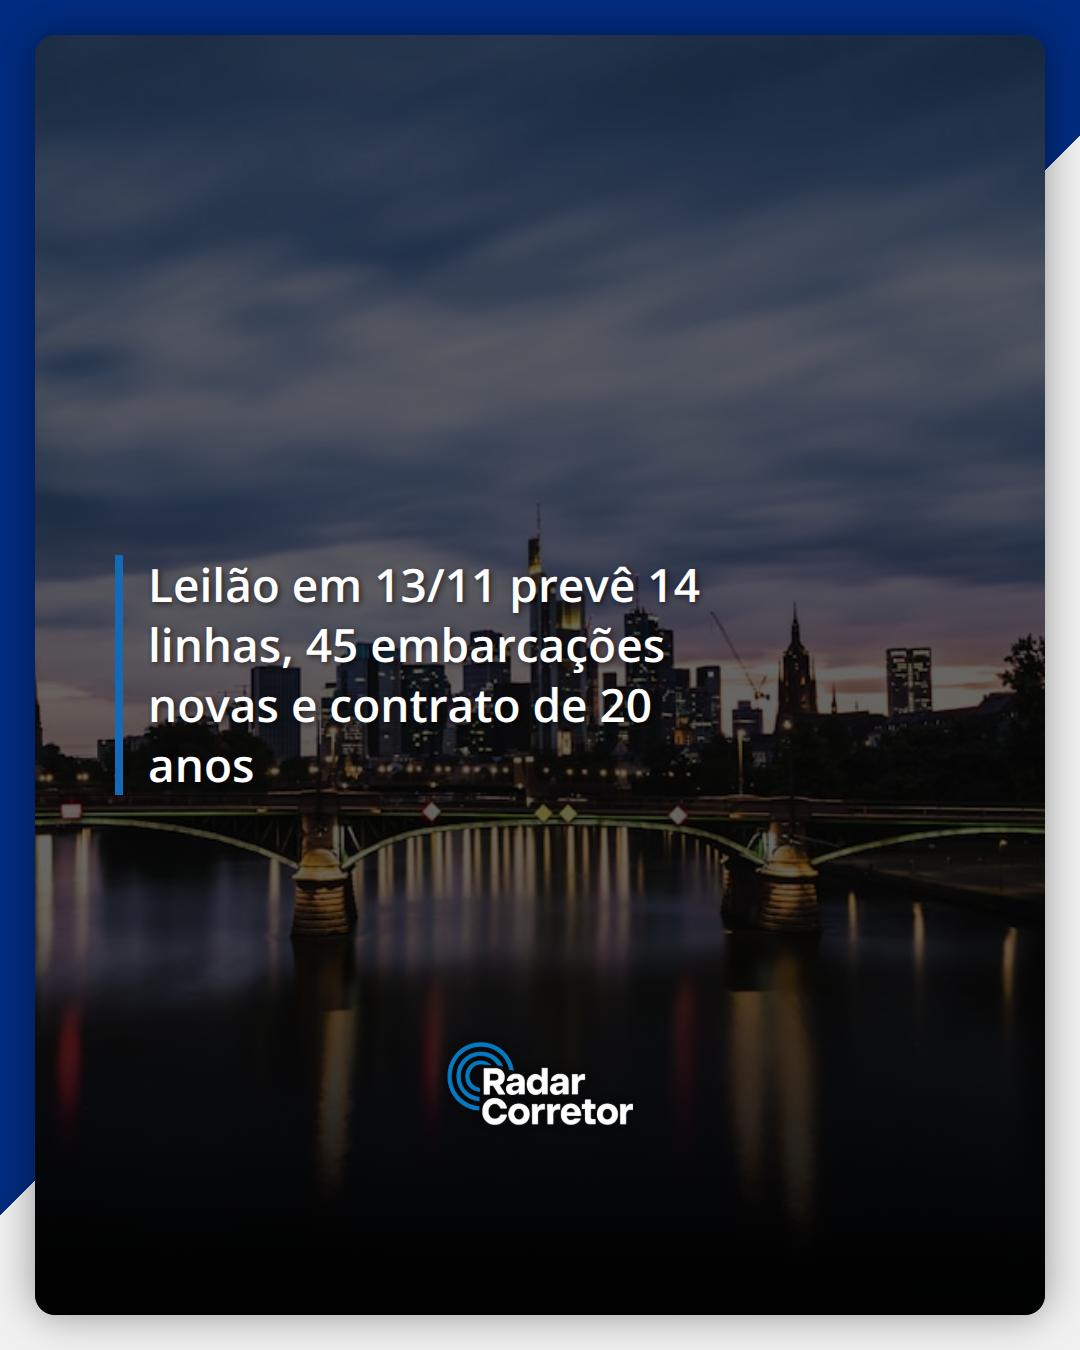 Leilão em 13/11 prevê 14
linhas, 45 embarcações
novas e contrato de 20
anos
Radar
Corretor